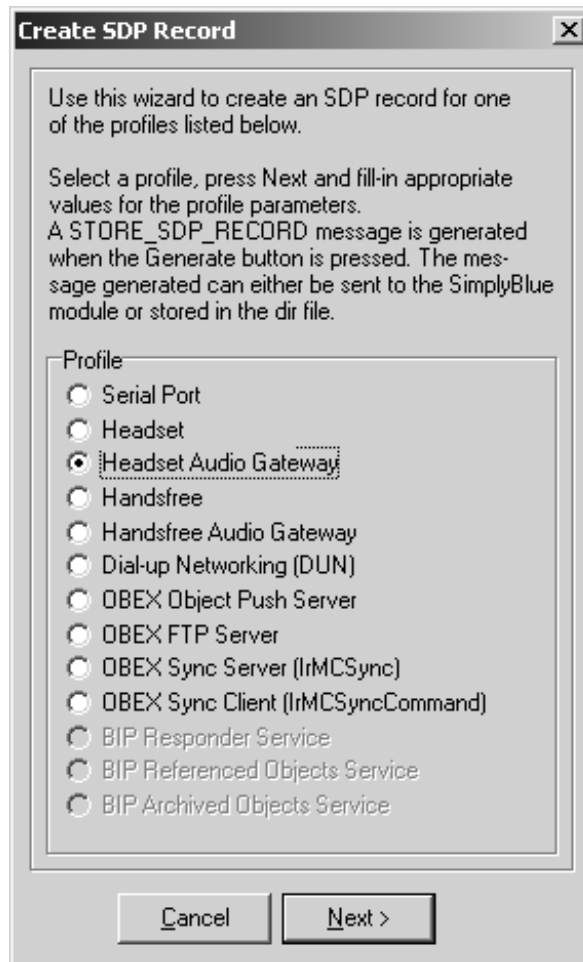 Create SDP Record
Use this wizard to create an SDP record for one
of the profiles listed below.
Select a profile, press Next and fill-in appropriate
values for the profile parameters.
A STORE_SDP_RECORD message is generated
when the Generate button is pressed. The mes-
sage generated can either be sent to the SimplyBlue
module or stored in the dir file.
Profile
Serial Port
Headset
Headset Audio Gateway
Handsfree
Handsfree Audio Gateway
Dial-up Networking (DUN)
OBEX Object Push Server
OBEX FTP Server
OBEX Sync Server (IrMCSync)
OBEX Sync Client (IrMCSyncCommand)
BIP Responder Service
BIP Referenced Objects Service
BIP Archived Objects Service
Cancel
Next >